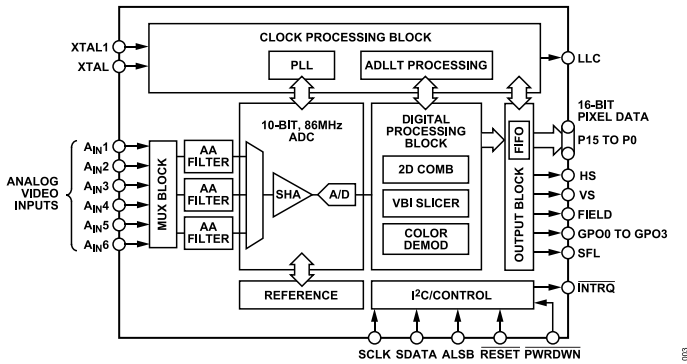 CLOCK PROCESSING BLOCK
XTAL1
XTAL
PLL
ADLLT PROCESSING
LLC
10-BIT, 86MHz
ADC
DIGITAL
PROCESSING
BLOCK
16-BIT
PIXEL DATA
P15 TO P0
FIFO
OUTPUT BLOCK
ANALOG
VIDEO
INPUTS
AIN1
AIN2
AIN3
AIN4
AIN5
AIN6
MUX BLOCK
AA
FILTER
AA
FILTER
AA
FILTER
SHA
A/D
2D COMB
VBI SLICER
COLOR
DEMOD
HS
VS
FIELD
GPO0 TO GPO3
SFL
REFERENCE
I2C/CONTROL
INTRQ
SCLK SDATA ALSB RESET PWRDWN
003